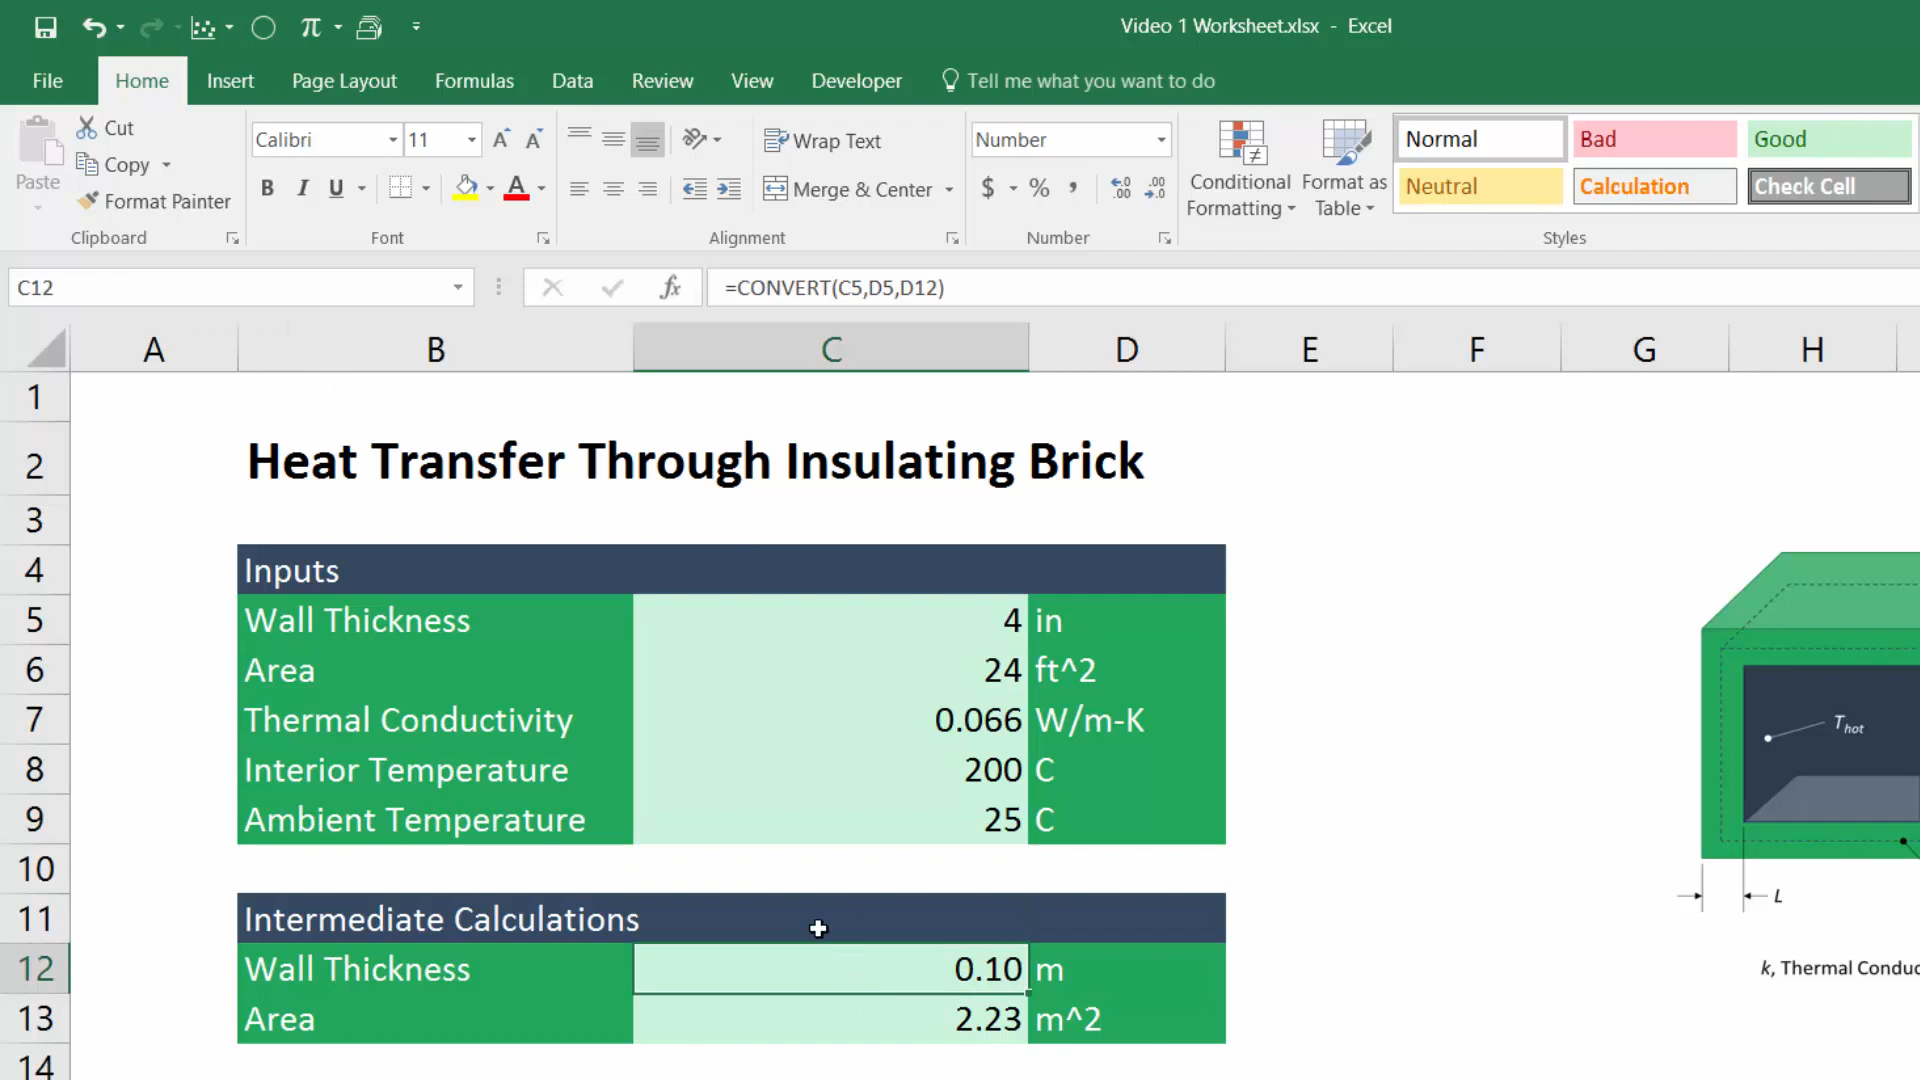 Video 1 Worksheet.xlsx - Excel
File Home Insert Page Layout Formulas Data Review View Developer Tell me what you want to do
Paste
Cut
Copy
Format Painter
Clipboard
Calibri 11
B I U
Font
Wrap Text
Merge & Center
Alignment
Number
$ % ,
Number
Conditional Formatting
Format as Table
Normal Bad Good
Neutral Calculation Check Cell
Styles
C12 fx =CONVERT(C5,D5,D12)
A B C D E F G H
1
2 Heat Transfer Through Insulating Brick
3
4 Inputs
5 Wall Thickness 4 in
6 Area 24 ft^2
7 Thermal Conductivity 0.066 W/m-K
8 Interior Temperature 200 C
9 Ambient Temperature 25 C
10
11 Intermediate Calculations
12 Wall Thickness 0.10 m
13 Area 2.23 m^2
14
Thot
L
k, Thermal